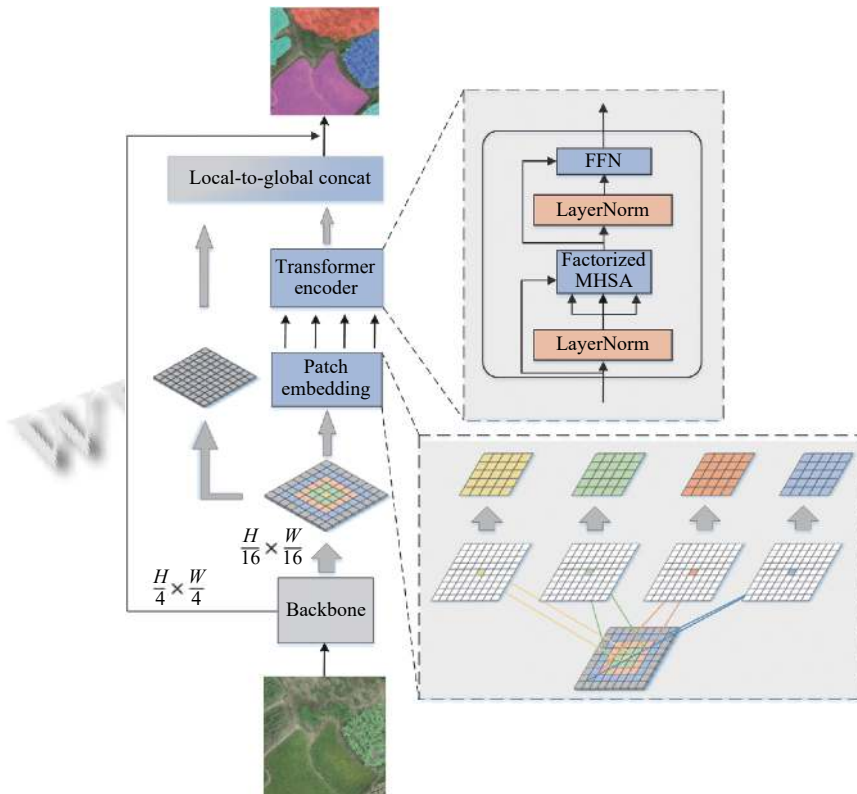 Local-to-global concat
Transformer
encoder
Patch
embedding
H/16 × W/16
H/4 × W/4
Backbone
FFN
LayerNorm
Factorized
MHSA
LayerNorm